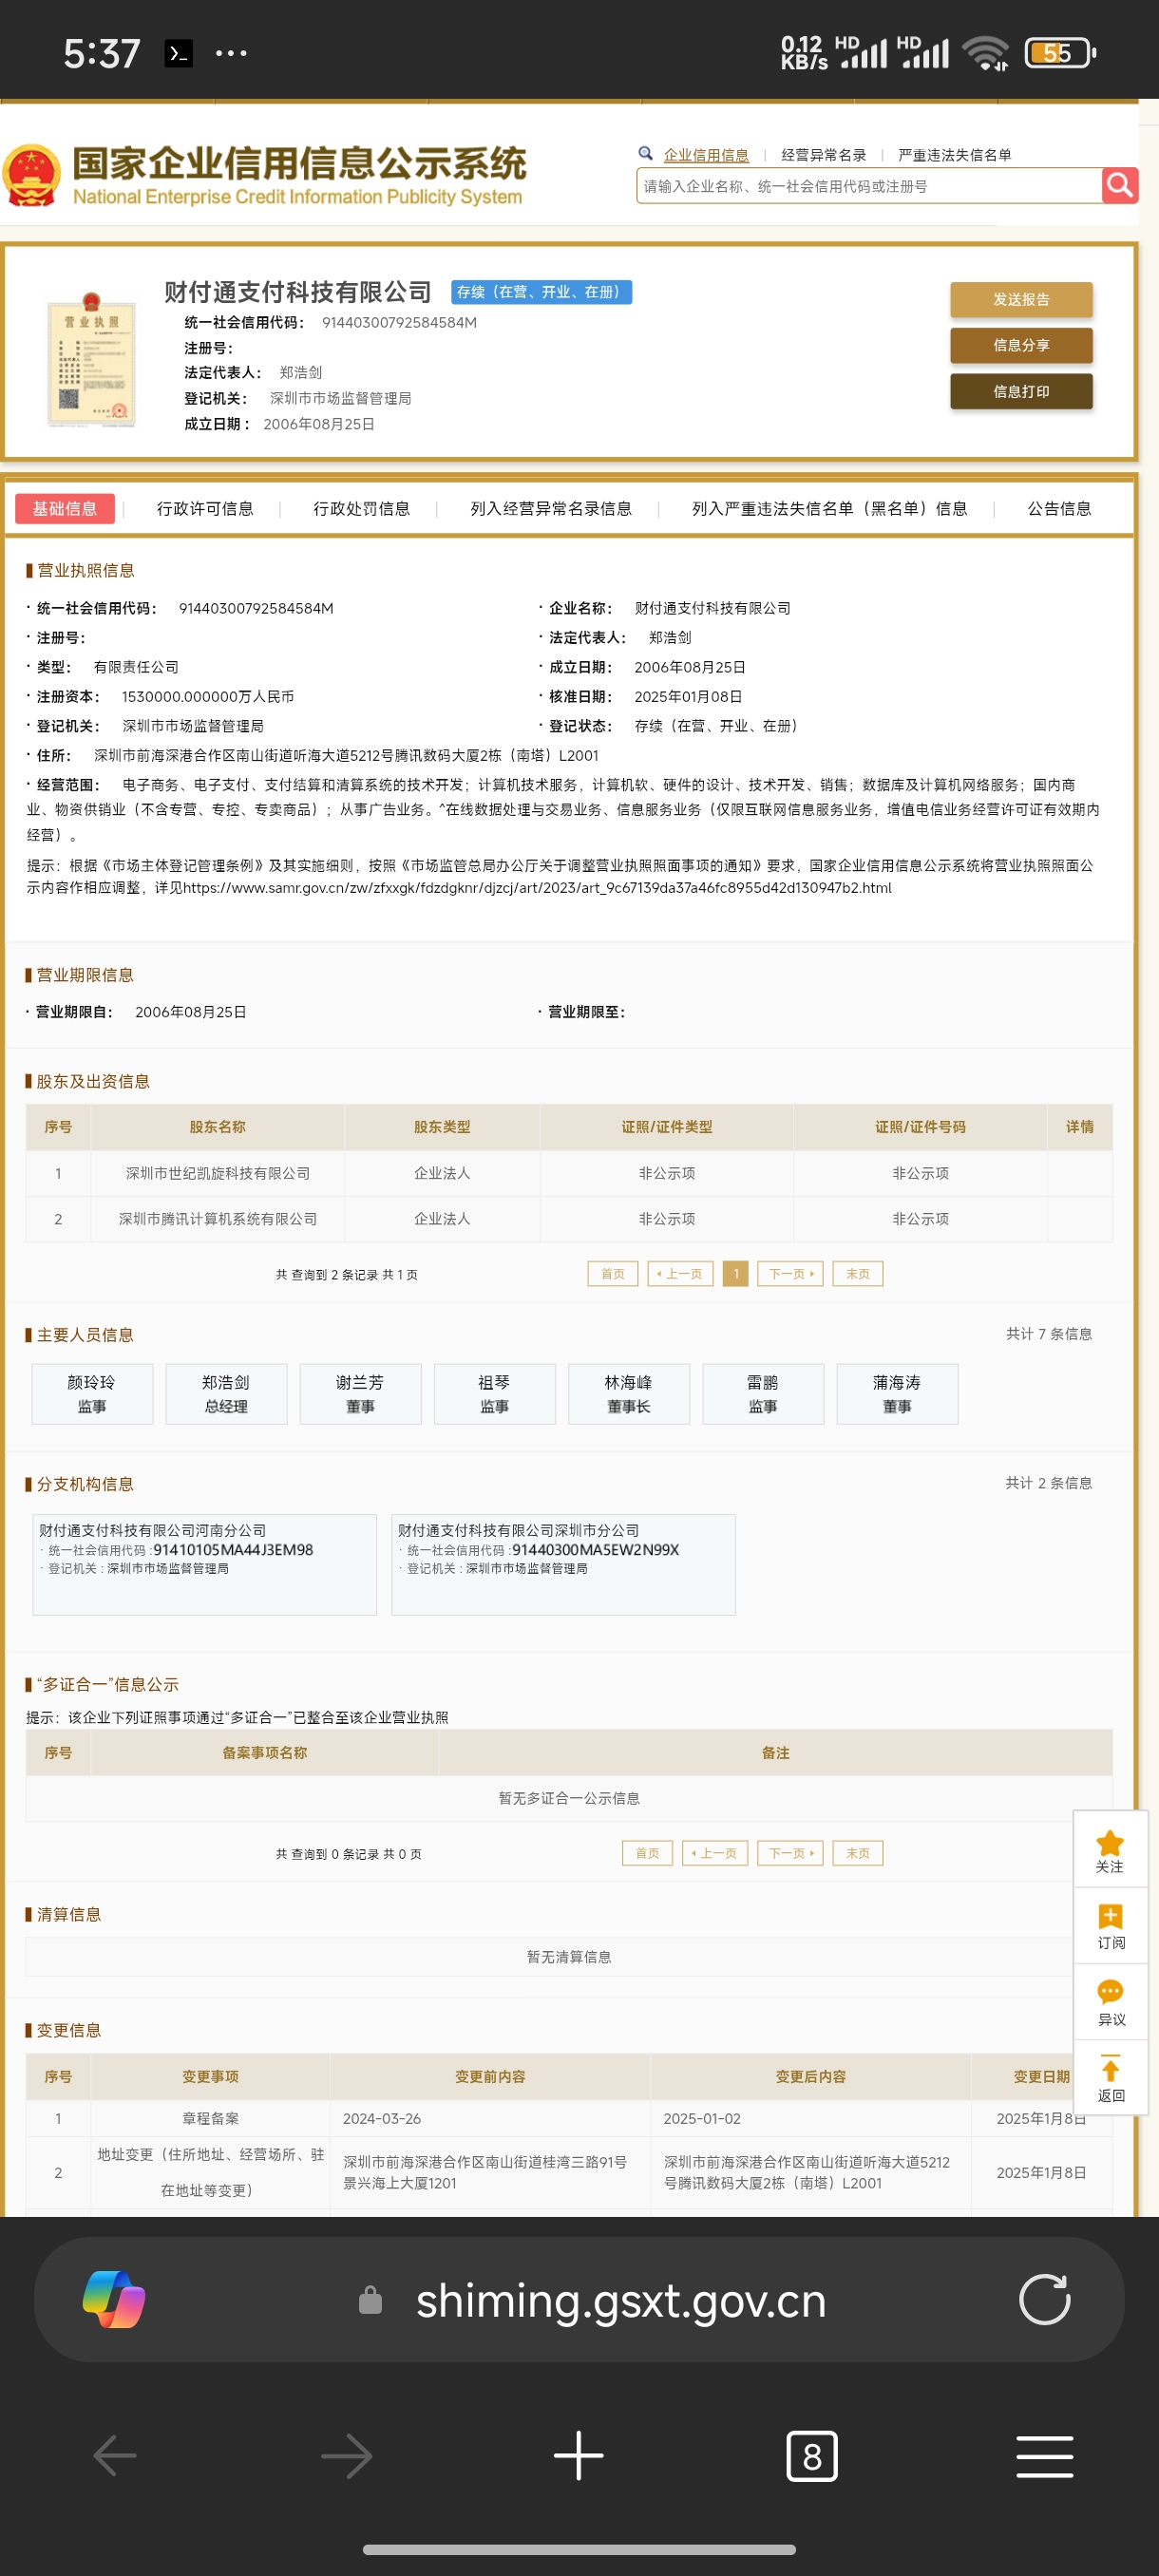 5:37
0.12 KB/s HD HD 55
国家企业信用信息公示系统
National Enterprise Credit Information Publicity System
企业信用信息 | 经营异常名录 | 严重违法失信名单
请输入企业名称、统一社会信用代码或注册号
财付通支付科技有限公司 存续（在营、开业、在册）
营业执照
统一社会信用代码： 91440300792584584M
注册号：
法定代表人： 郑浩剑
登记机关： 深圳市市场监督管理局
成立日期： 2006年08月25日
发送报告
信息分享
信息打印
基础信息 | 行政许可信息 | 行政处罚信息 | 列入经营异常名录信息 | 列入严重违法失信名单（黑名单）信息 | 公告信息
营业执照信息
· 统一社会信用代码： 91440300792584584M · 企业名称： 财付通支付科技有限公司
· 注册号： · 法定代表人： 郑浩剑
· 类型： 有限责任公司 · 成立日期： 2006年08月25日
· 注册资本： 1530000.000000万人民币 · 核准日期： 2025年01月08日
· 登记机关： 深圳市市场监督管理局 · 登记状态： 存续（在营、开业、在册）
· 住所： 深圳市前海深港合作区南山街道听海大道5212号腾讯数码大厦2栋（南塔）L2001
· 经营范围： 电子商务、电子支付、支付结算和清算系统的技术开发；计算机技术服务，计算机软、硬件的设计、技术开发、销售；数据库及计算机网络服务；国内商
业、物资供销业（不含专营、专控、专卖商品）；从事广告业务。^在线数据处理与交易业务、信息服务业务（仅限互联网信息服务业务，增值电信业务经营许可证有效期内
经营）。
提示：根据《市场主体登记管理条例》及其实施细则，按照《市场监管总局办公厅关于调整营业执照照面事项的通知》要求，国家企业信用信息公示系统将营业执照照面公
示内容作相应调整，详见https://www.samr.gov.cn/zw/zfxxgk/fdzdgknr/djzcj/art/2023/art_9c67139da37a46fc8955d42d130947b2.html
营业期限信息
· 营业期限自： 2006年08月25日 · 营业期限至：
股东及出资信息
序号 股东名称 股东类型 证照/证件类型 证照/证件号码 详情
1 深圳市世纪凯旋科技有限公司 企业法人 非公示项 非公示项
2 深圳市腾讯计算机系统有限公司 企业法人 非公示项 非公示项
共 查询到 2 条记录 共 1 页 首页 上一页 1 下一页 末页
主要人员信息 共计 7 条信息
颜玲玲 郑浩剑 谢兰芳 祖琴 林海峰 雷鹏 蒲海涛
监事 总经理 董事 监事 董事长 监事 董事
分支机构信息 共计 2 条信息
财付通支付科技有限公司河南分公司 财付通支付科技有限公司深圳市分公司
· 统一社会信用代码 :91410105MA44J3EM98 · 统一社会信用代码 :91440300MA5EW2N99X
· 登记机关 : 深圳市市场监督管理局 · 登记机关 : 深圳市市场监督管理局
“多证合一”信息公示
提示：该企业下列证照事项通过“多证合一”已整合至该企业营业执照
序号 备案事项名称 备注
暂无多证合一公示信息
共 查询到 0 条记录 共 0 页 首页 上一页 下一页 末页
关注
清算信息
暂无清算信息
订阅
异议
变更信息
序号 变更事项 变更前内容 变更后内容 变更日期
返回
1 章程备案 2024-03-26 2025-01-02 2025年1月8日
2 地址变更（住所地址、经营场所、驻在地址等变更） 深圳市前海深港合作区南山街道桂湾三路91号景兴海上大厦1201 深圳市前海深港合作区南山街道听海大道5212号腾讯数码大厦2栋（南塔）L2001 2025年1月8日
shiming.gsxt.gov.cn
8